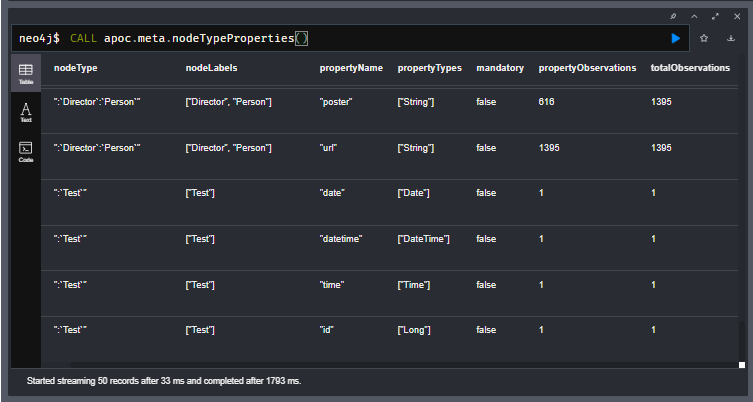 neo4j$ CALL apoc.meta.nodeTypeProperties()
nodeType nodeLabels propertyName propertyTypes mandatory propertyObservations totalObservations
":`Director`:`Person`" ["Director", "Person"] "poster" ["String"] false 616 1395
":`Director`:`Person`" ["Director", "Person"] "url" ["String"] false 1395 1395
":`Test`" ["Test"] "date" ["Date"] false 1 1
":`Test`" ["Test"] "datetime" ["DateTime"] false 1 1
":`Test`" ["Test"] "time" ["Time"] false 1 1
":`Test`" ["Test"] "id" ["Long"] false 1 1
Table
A
Text
Code
Started streaming 50 records after 33 ms and completed after 1793 ms.